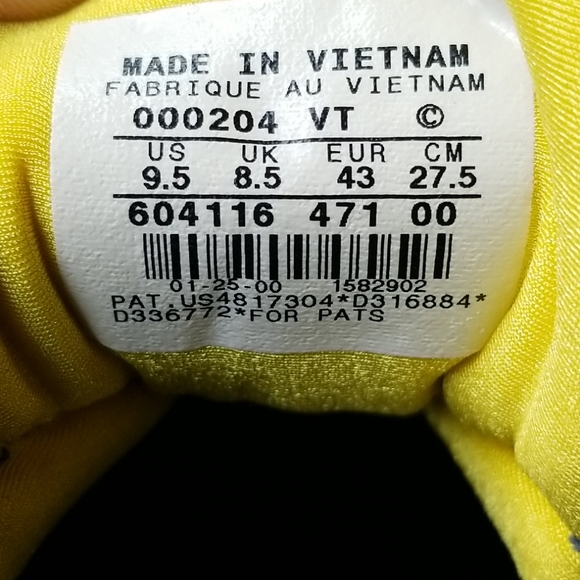 MADE IN VIETNAM
FABRIQUE AU VIETNAM
000204 VT ©
US UK EUR CM
9.5 8.5 43 27.5
604116 471 00
01-25-00 1582902
PAT.US4817304*D316884*
D336772*FOR PATS